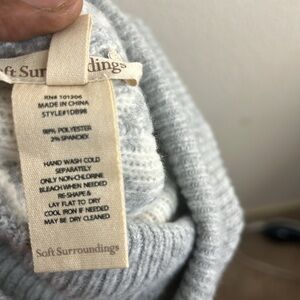 Soft Surroundings
RN# 101206
MADE IN CHINA
STYLE#1DB98
98% POLYESTER
2% SPANDEX
HAND WASH COLD
SEPARATELY
ONLY NON-CHLORINE
BLEACH WHEN NEEDED
RE-SHAPE &
LAY FLAT TO DRY
COOL IRON IF NEEDED
MAY BE DRY CLEANED
Soft Surroundings